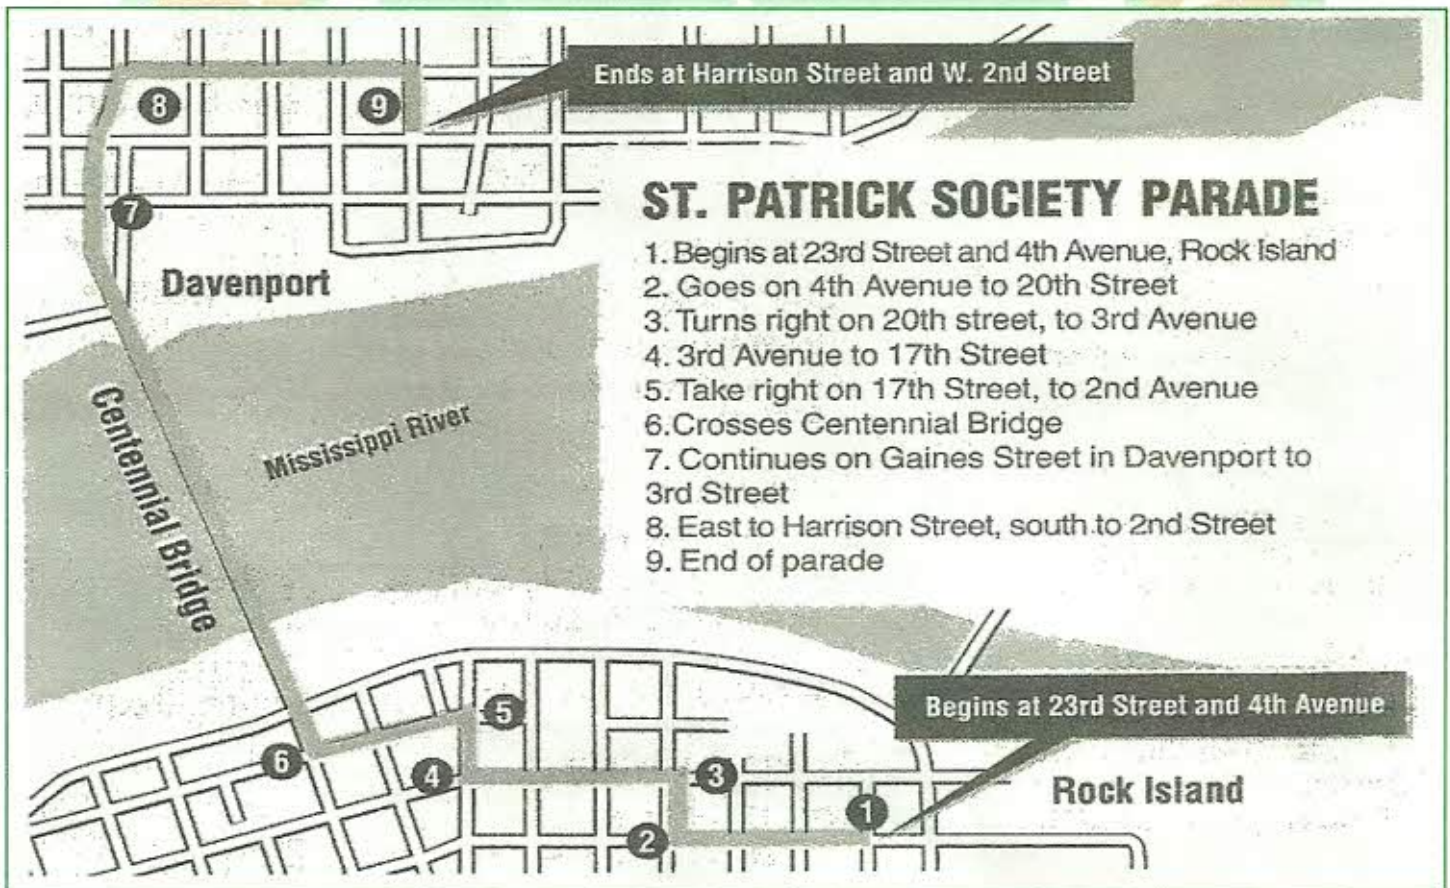 Ends at Harrison Street and W. 2nd Street
8
9
7
ST. PATRICK SOCIETY PARADE
1. Begins at 23rd Street and 4th Avenue, Rock Island
2. Goes on 4th Avenue to 20th Street
3. Turns right on 20th street, to 3rd Avenue
4. 3rd Avenue to 17th Street
5. Take right on 17th Street, to 2nd Avenue
6.Crosses Centennial Bridge
7. Continues on Gaines Street in Davenport to
3rd Street
8. East to Harrison Street, south to 2nd Street
9. End of parade
Davenport
Mississippi River
Centennial Bridge
Begins at 23rd Street and 4th Avenue
5
6
4
3
Rock Island
1
2